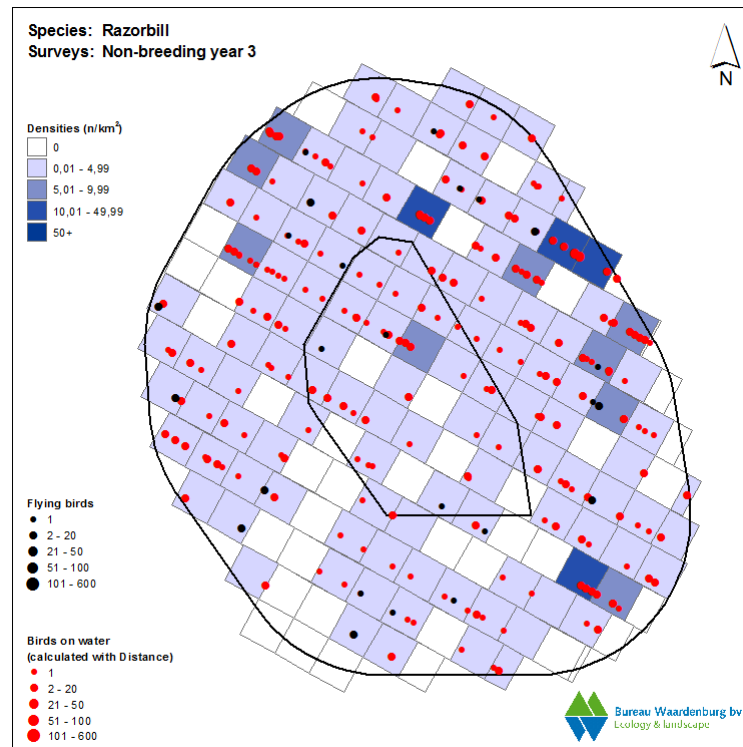 Species: Razorbill
Surveys: Non-breeding year 3
N
Densities (n/km²)
0
0,01 - 4,99
5,01 - 9,99
10,01 - 49,99
50+
Flying birds
1
2 - 20
21 - 50
51 - 100
101 - 600
Birds on water
(calculated with Distance)
1
2 - 20
21 - 50
51 - 100
101 - 600
Bureau Waardenburg bv
Ecology & landscape